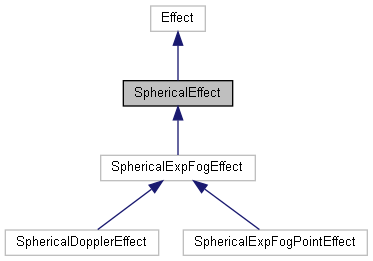 Effect
SphericalEffect
SphericalExpFogEffect
SphericalDopplerEffect
SphericalExpFogPointEffect